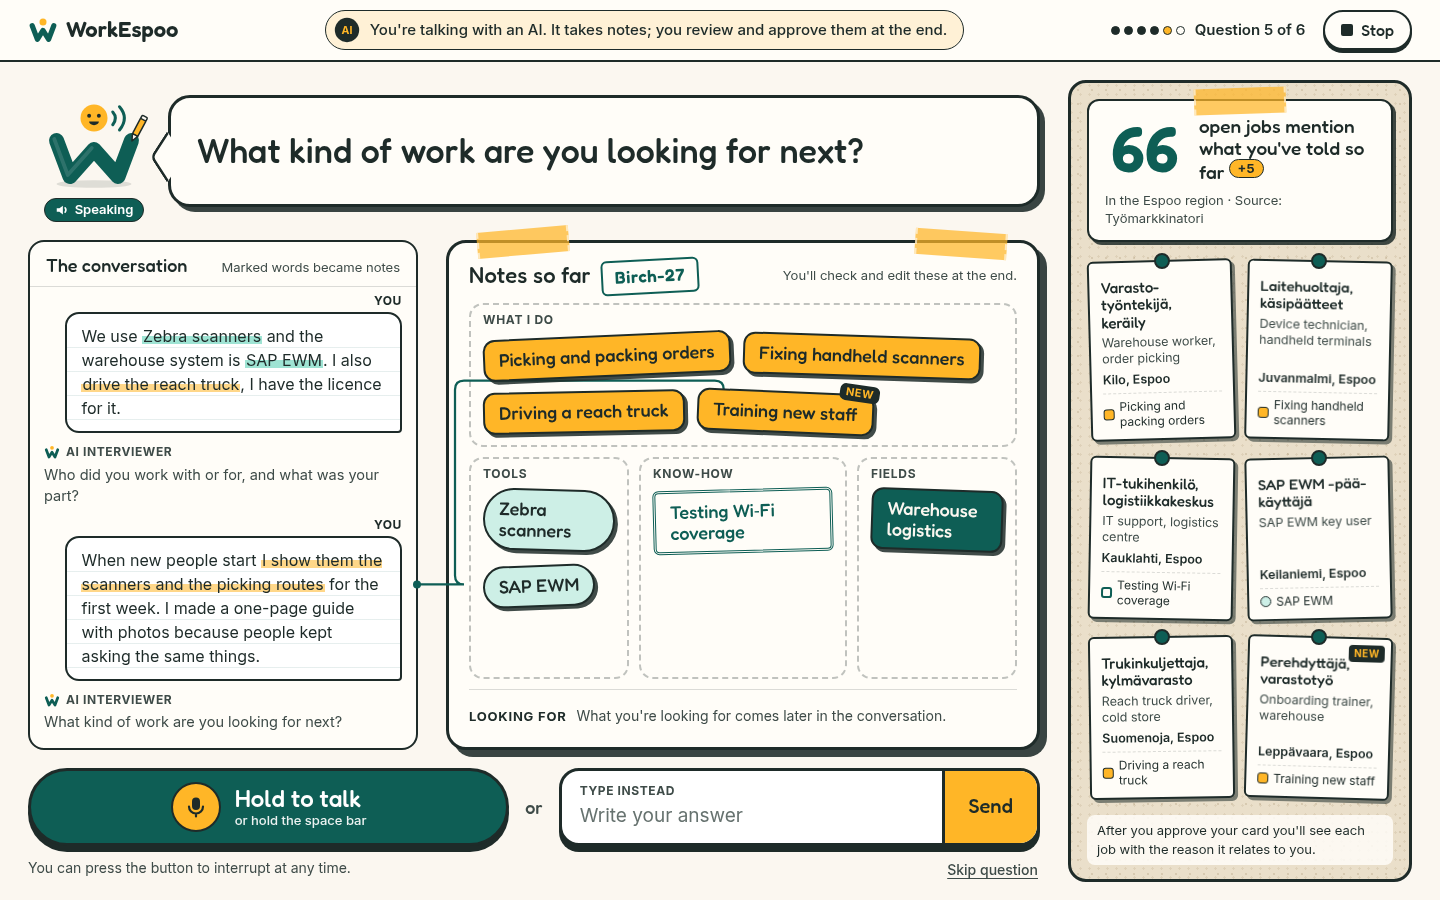 WorkEspoo
AI You're talking with an AI. It takes notes; you review and approve them at the end.
Question 5 of 6
Stop
Speaking
What kind of work are you looking for next?
The conversation
Marked words became notes
YOU
We use Zebra scanners and the
warehouse system is SAP EWM. I also
drive the reach truck, I have the licence
for it.
AI INTERVIEWER
Who did you work with or for, and what was your
part?
YOU
When new people start I show them the
scanners and the picking routes for the
first week. I made a one-page guide
with photos because people kept
asking the same things.
AI INTERVIEWER
What kind of work are you looking for next?
Notes so far
Birch-27
You'll check and edit these at the end.
WHAT I DO
Picking and packing orders
Fixing handheld scanners
Driving a reach truck
Training new staff
NEW
TOOLS
Zebra
scanners
SAP EWM
KNOW-HOW
Testing Wi-Fi
coverage
FIELDS
Warehouse
logistics
LOOKING FOR What you're looking for comes later in the conversation.
Hold to talk
or hold the space bar
or
TYPE INSTEAD
Write your answer
Send
You can press the button to interrupt at any time.
Skip question
66
open jobs mention
what you've told so
far +5
In the Espoo region · Source:
Työmarkkinatori
Varasto-
työntekijä,
keräily
Warehouse worker,
order picking
Kilo, Espoo
Picking and
packing orders
Laitehuoltaja,
käsipäätteet
Device technician,
handheld terminals
Juvanmalmi, Espoo
Fixing handheld
scanners
IT-tukihenkilö,
logistiikkakeskus
IT support, logistics
centre
Kauklahti, Espoo
Testing Wi-Fi
coverage
SAP EWM -pää-
käyttäjä
SAP EWM key user
Keilaniemi, Espoo
SAP EWM
Trukinkuljettaja,
kylmävarasto
Reach truck driver,
cold store
Suomenoja, Espoo
Driving a reach
truck
NEW
Perehdyttäjä,
varastotyö
Onboarding trainer,
warehouse
Leppävaara, Espoo
Training new staff
After you approve your card you'll see each
job with the reason it relates to you.